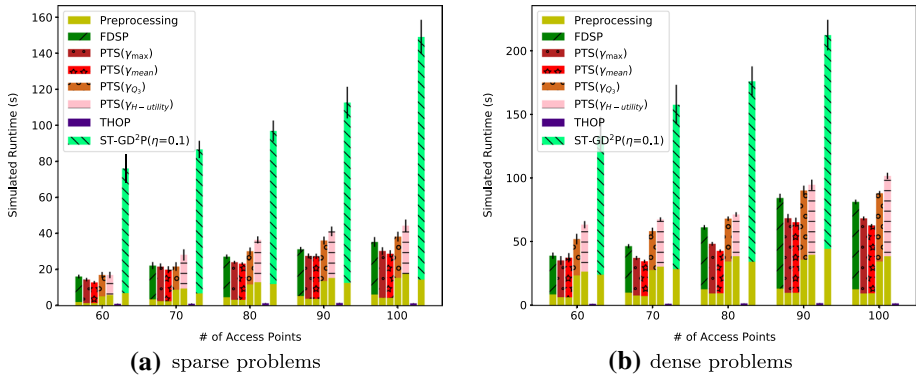 160
140
120
100
80
60
40
20
0
Simulated Runtime (s)
Preprocessing
FDSP
PTS(γmax)
PTS(γmean)
PTS(γQ3)
PTS(γH−utility)
THOP
ST-GD²P(η=0.1)
60 70 80 90 100
# of Access Points
(a) sparse problems
200
150
100
50
0
Simulated Runtime (s)
Preprocessing
FDSP
PTS(γmax)
PTS(γmean)
PTS(γQ3)
PTS(γH−utility)
THOP
ST-GD²P(η=0.1)
60 70 80 90 100
# of Access Points
(b) dense problems